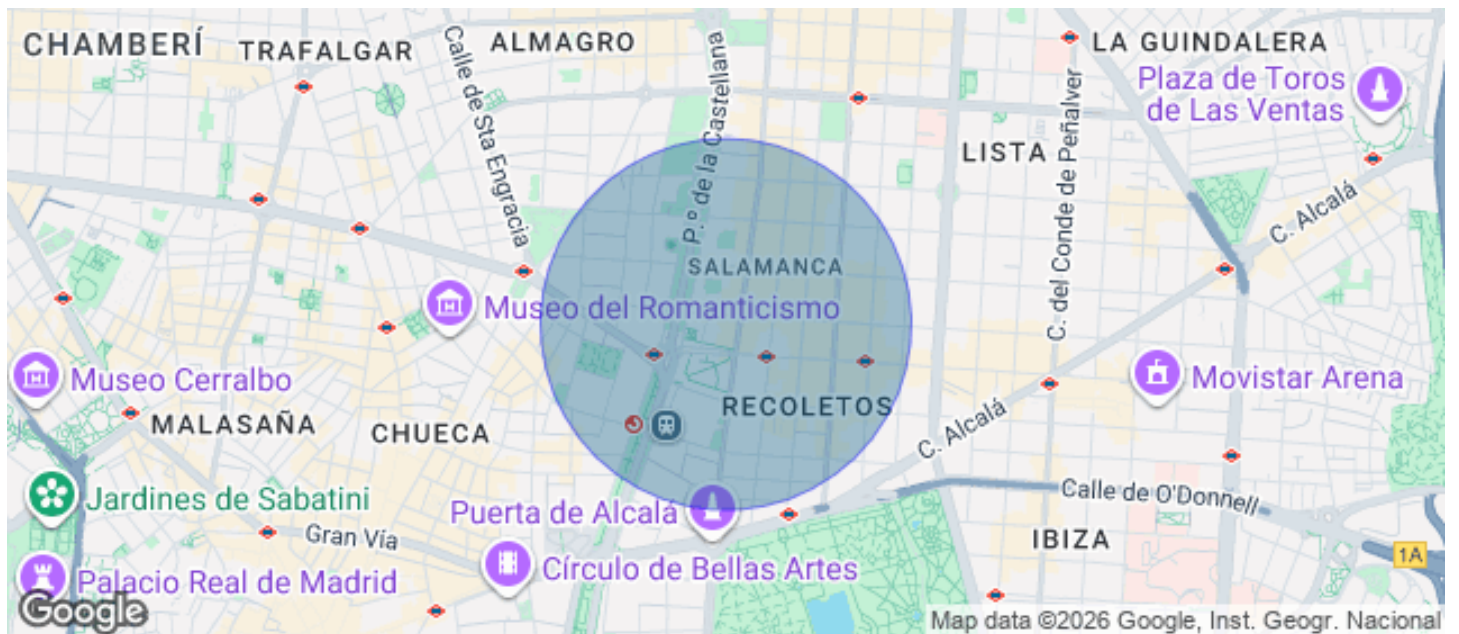 CHAMBERÍ
TRAFALGAR
Calle de Sta Engracia
ALMAGRO
P.º de la Castellana
LA GUINDALERA
Plaza de Toros
de Las Ventas
LISTA
C. del Conde de Peñalver
C. Alcalá
SALAMANCA
Museo del Romanticismo
Museo Cerralbo
MALASAÑA
CHUECA
RECOLETOS
Movistar Arena
C. Alcalá
Jardines de Sabatini
Gran Vía
Puerta de Alcalá
Calle de O'Donnell
IBIZA
1A
Círculo de Bellas Artes
Palacio Real de Madrid
Google
Map data ©2026 Google, Inst. Geogr. Nacional